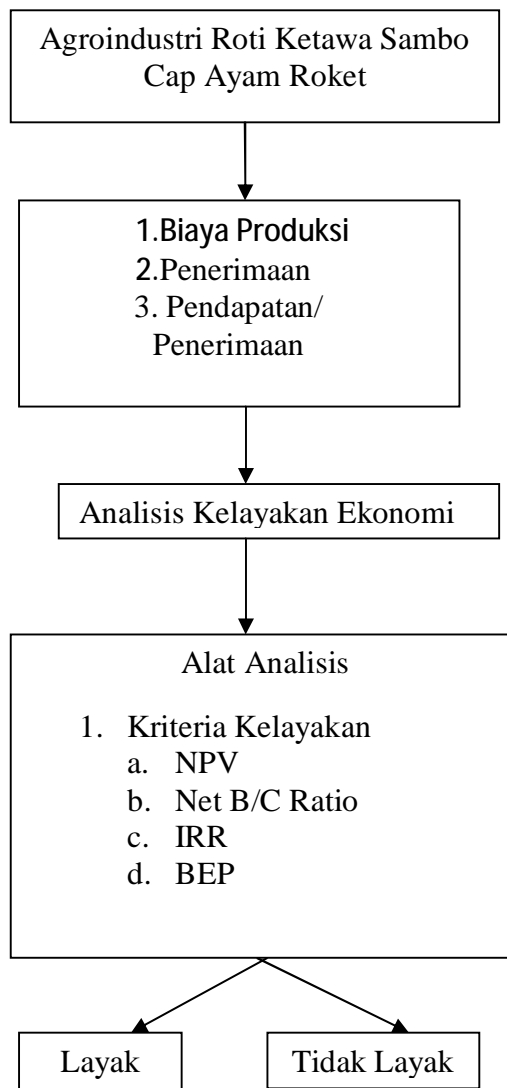 Agroindustri Roti Ketawa Sambo
Cap Ayam Roket
1.Biaya Produksi
2.Penerimaan
3. Pendapatan/
Penerimaan
Analisis Kelayakan Ekonomi
Alat Analisis
1. Kriteria Kelayakan
a. NPV
b. Net B/C Ratio
c. IRR
d. BEP
Layak
Tidak Layak